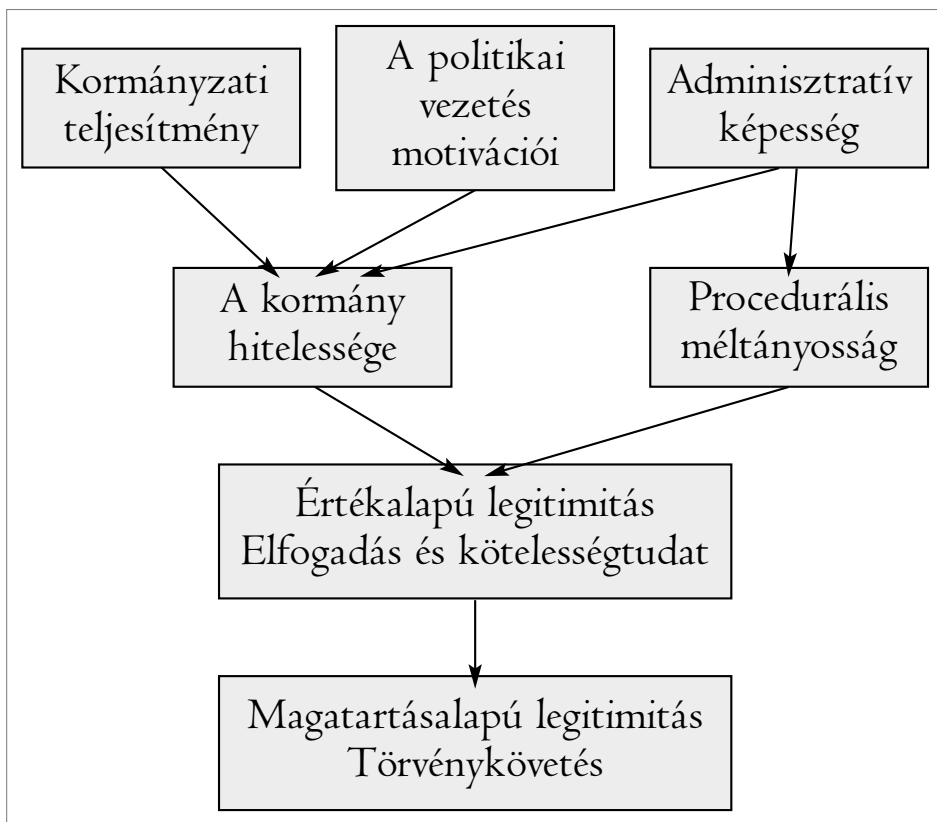 Kormányzati
teljesítmény
A politikai
vezetés
motivációi
Adminisztratív
képesség
A kormány
hitelessége
Procedurális
méltányosság
Értékalapú legitimitás
Elfogadás és kötelességtudat
Magatartásalapú legitimitás
Törvénykövetés